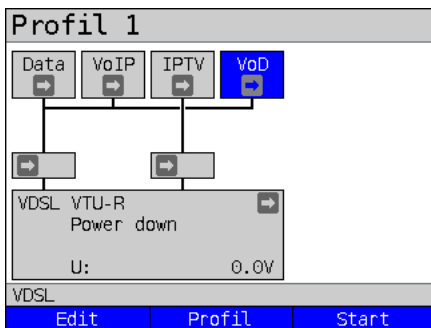 Profil 1
Data VoIP IPTV VoD
VDSL VTU-R
Power down
U: 0.0V
VDSL
Edit Profil Start